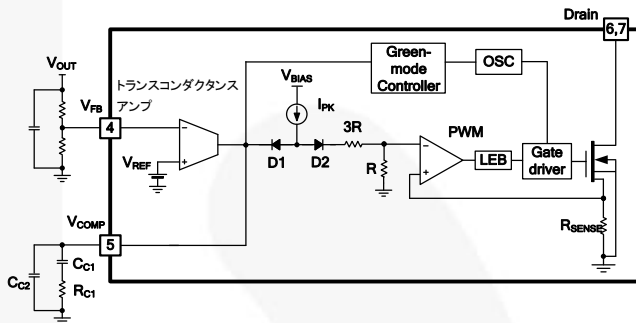 Drain
6,7
VOUT
トランスコンダクタンス
アンプ
VBIAS
Green-
mode
Controller
OSC
VFB
4
IPK
3R
PWM
VREF
D1
D2
R
LEB
Gate
driver
VCOMP
5
RSENSE
CC1
CC2
RC1
−
+
−
+